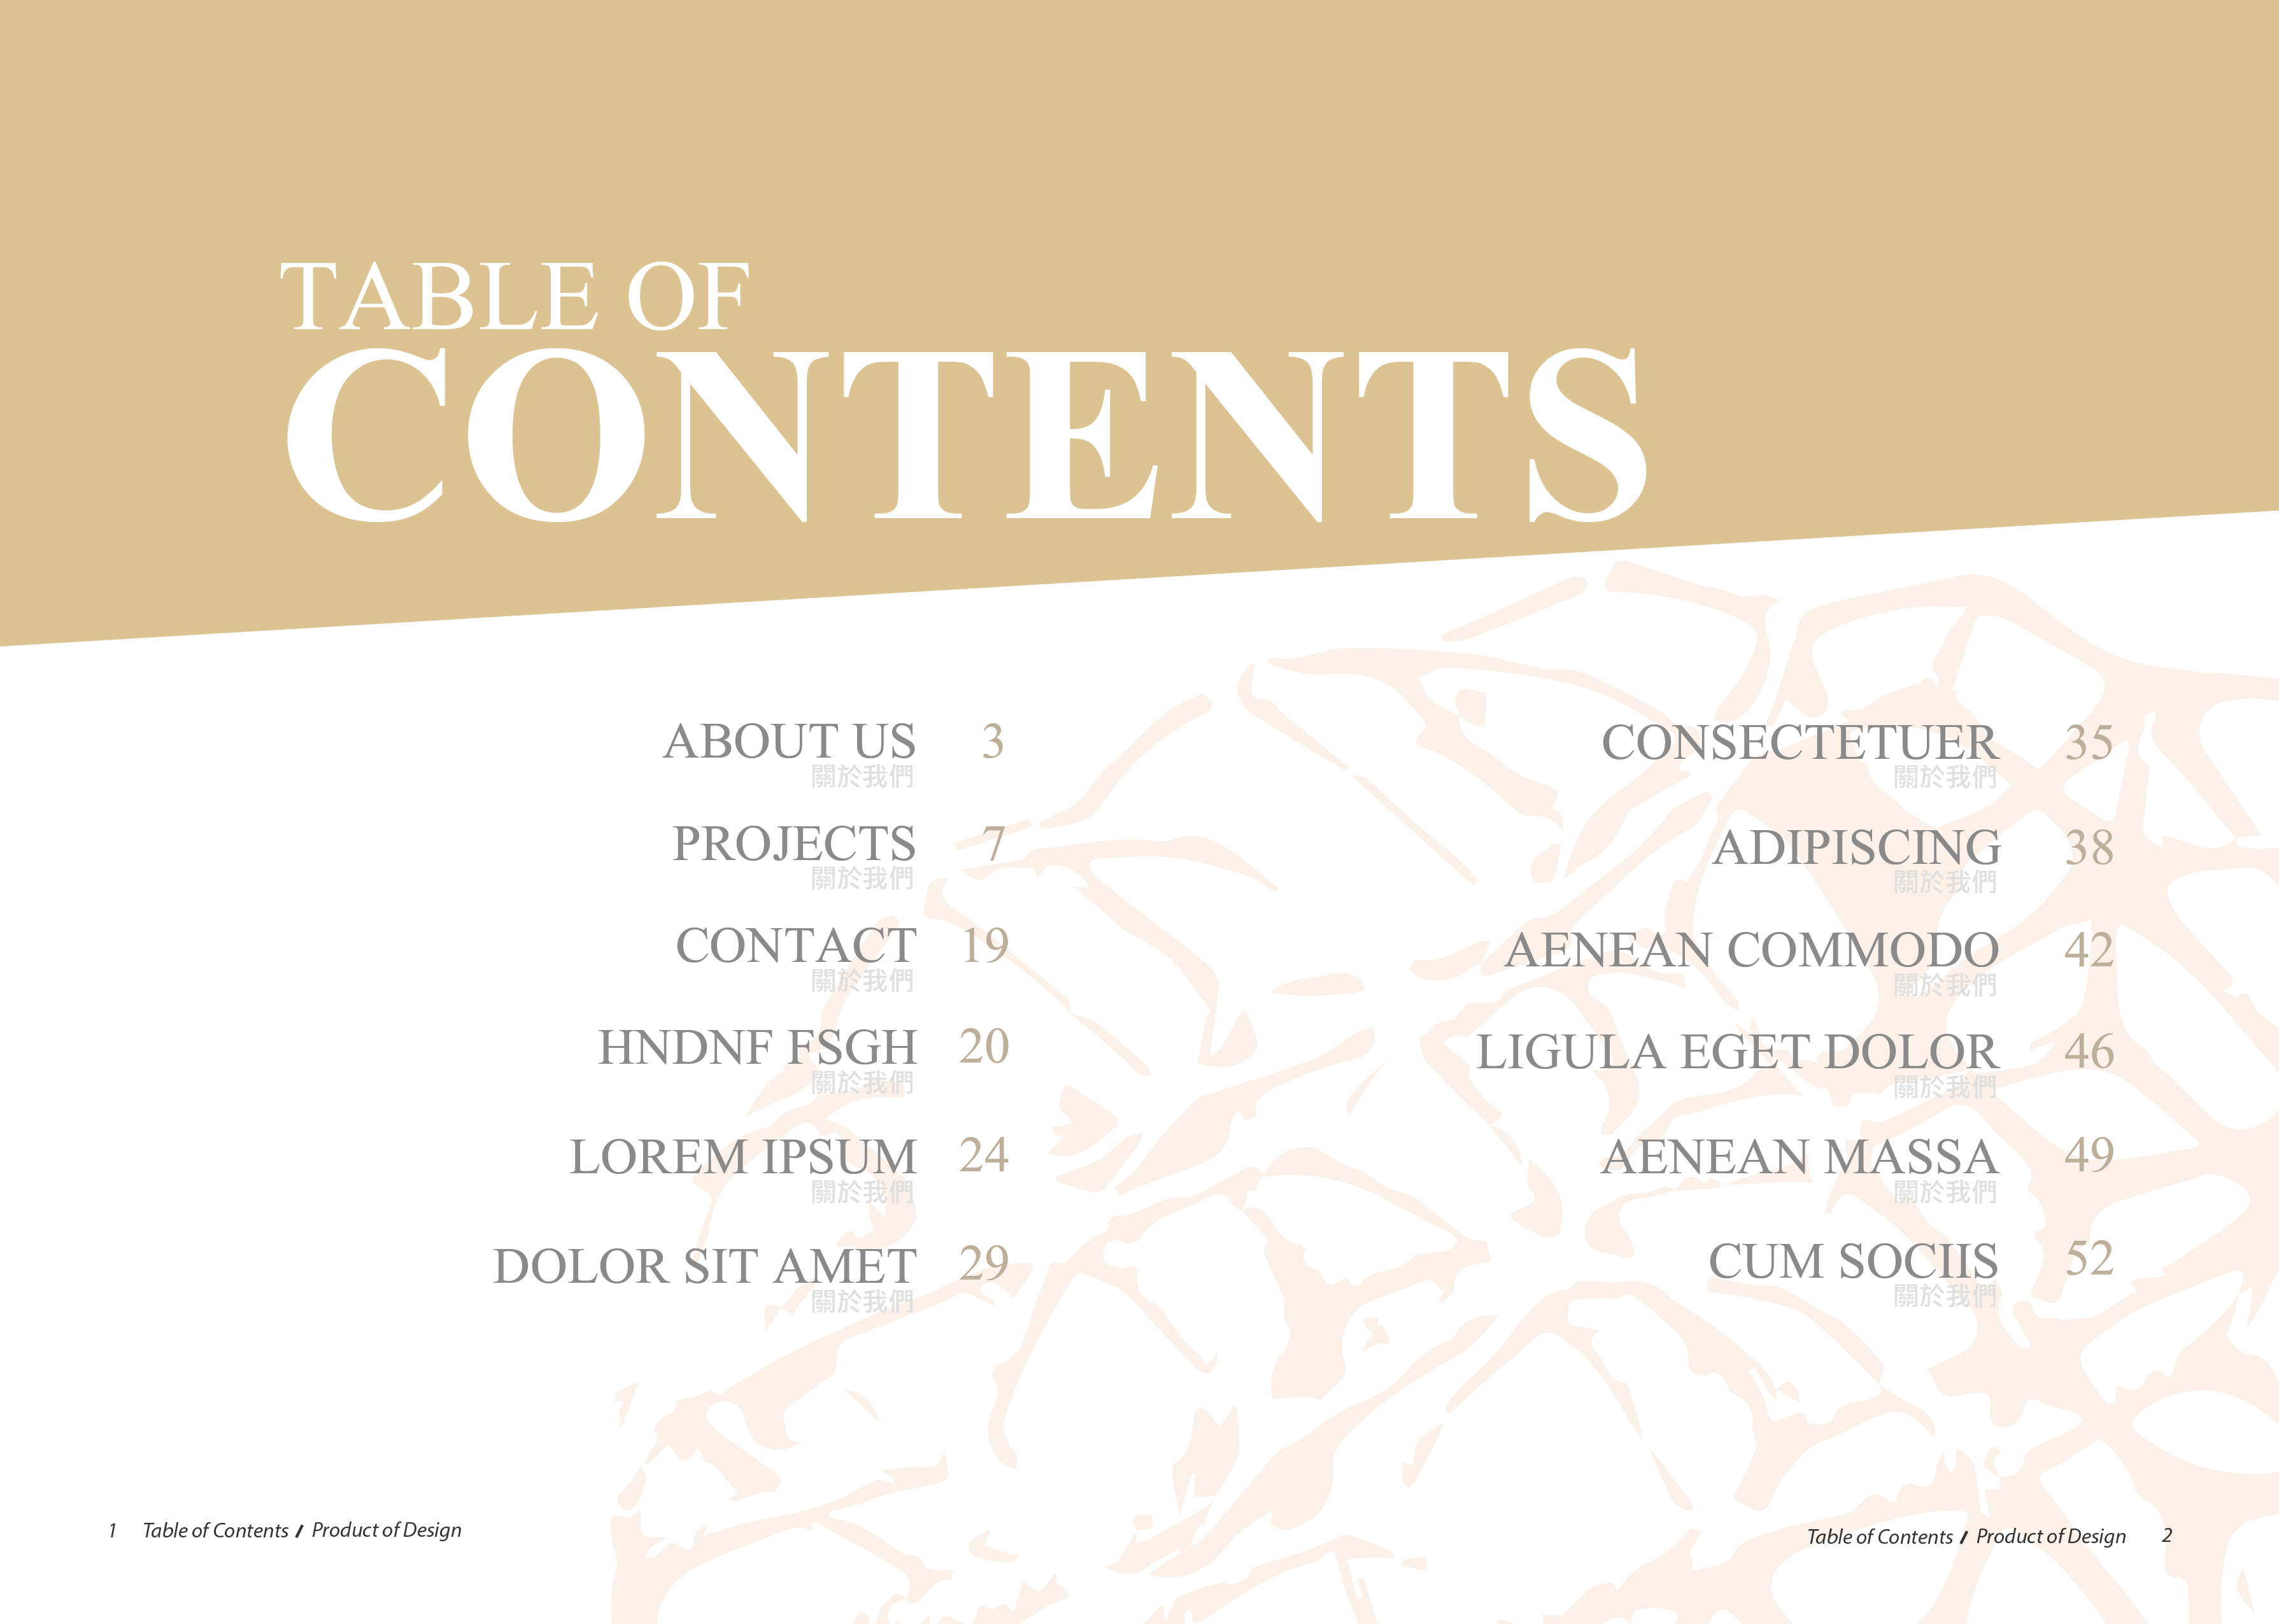 TABLE OF
CONTENTS
ABOUT US 3
關於我們
PROJECTS 7
關於我們
CONTACT 19
關於我們
HNDNF FSGH 20
關於我們
LOREM IPSUM 24
關於我們
DOLOR SIT AMET 29
關於我們
CONSECTETUER 35
關於我們
ADIPISCING 38
關於我們
AENEAN COMMODO 42
關於我們
LIGULA EGET DOLOR 46
關於我們
AENEAN MASSA 49
關於我們
CUM SOCIIS 52
關於我們
1 Table of Contents / Product of Design
Table of Contents / Product of Design 2